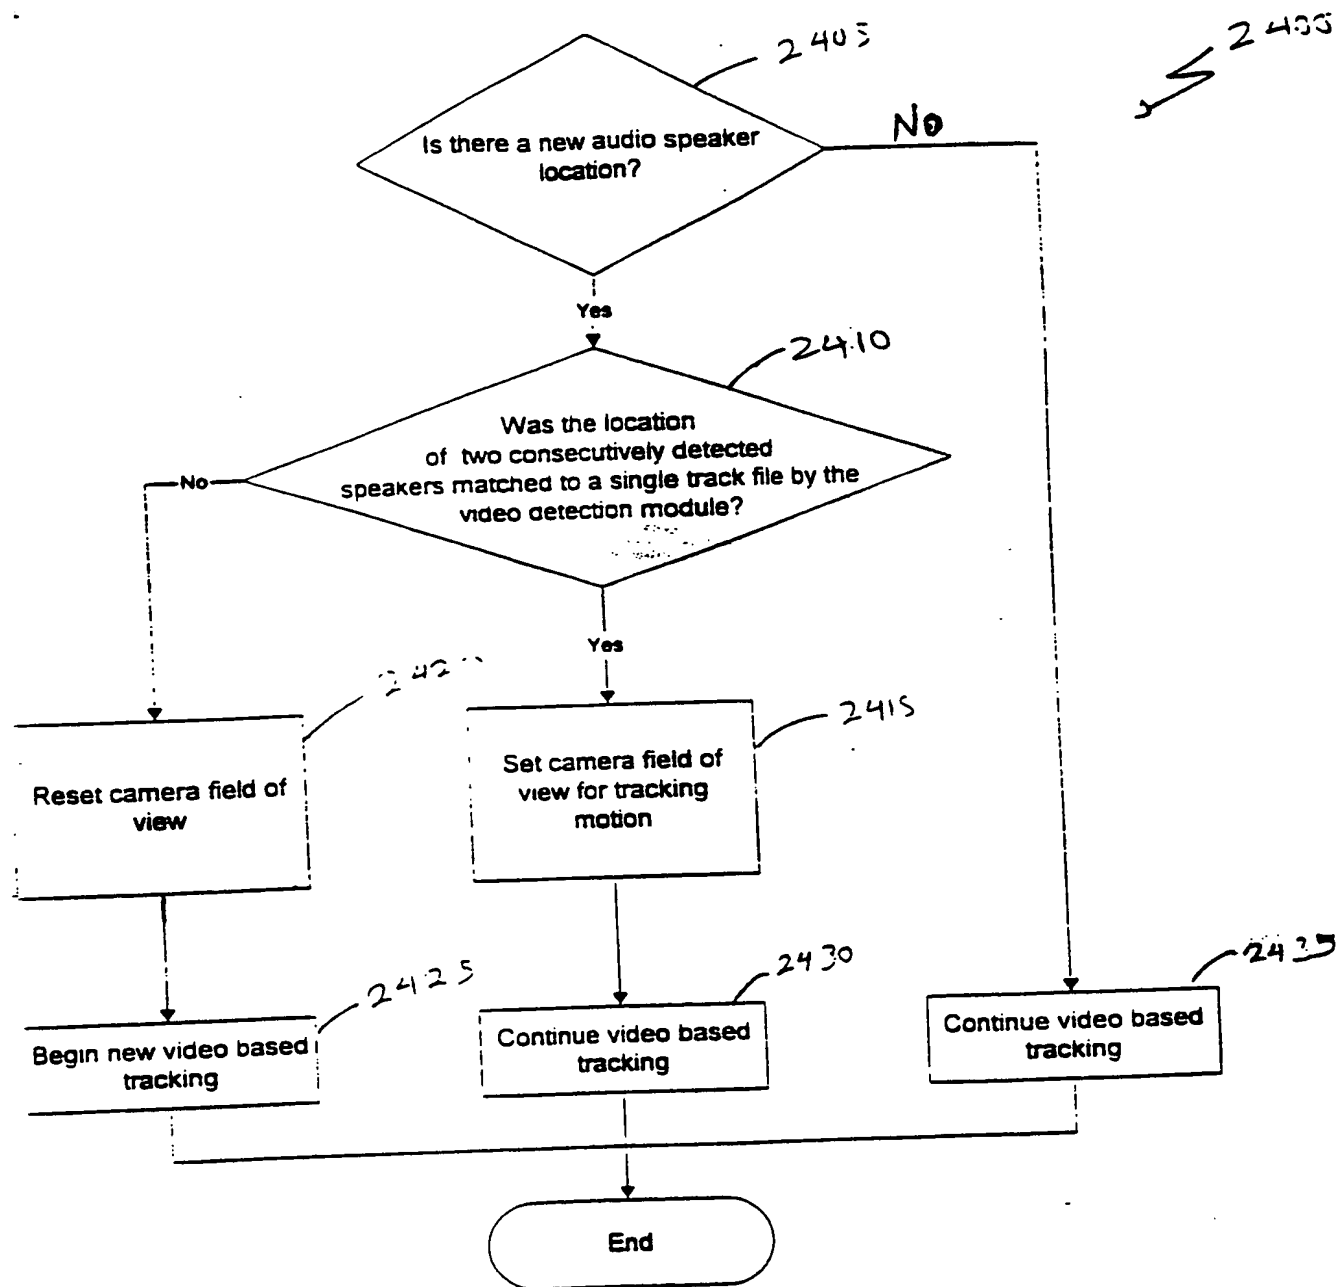 2405
Is there a new audio speaker
location?
No
Yes
2410
Was the location
of two consecutively detected
speakers matched to a single track file by the
video detection module?
No
Yes
2415
Reset camera field of
view
Set camera field of
view for tracking
motion
2425
2430
2435
Begin new video based
tracking
Continue video based
tracking
Continue video based
tracking
End